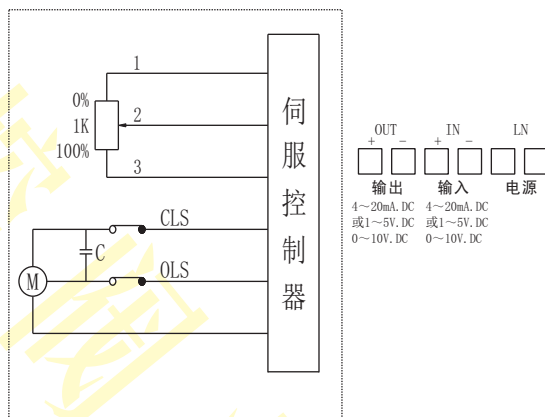 1
0%
1K
2
100%
3
伺服控制器
CLS
C
M
OLS
OUT IN LN
+ - + -
输出 输入 电源
4～20mA.DC 4～20mA.DC
或1～5V.DC 或1～5V.DC
0～10V.DC 0～10V.DC